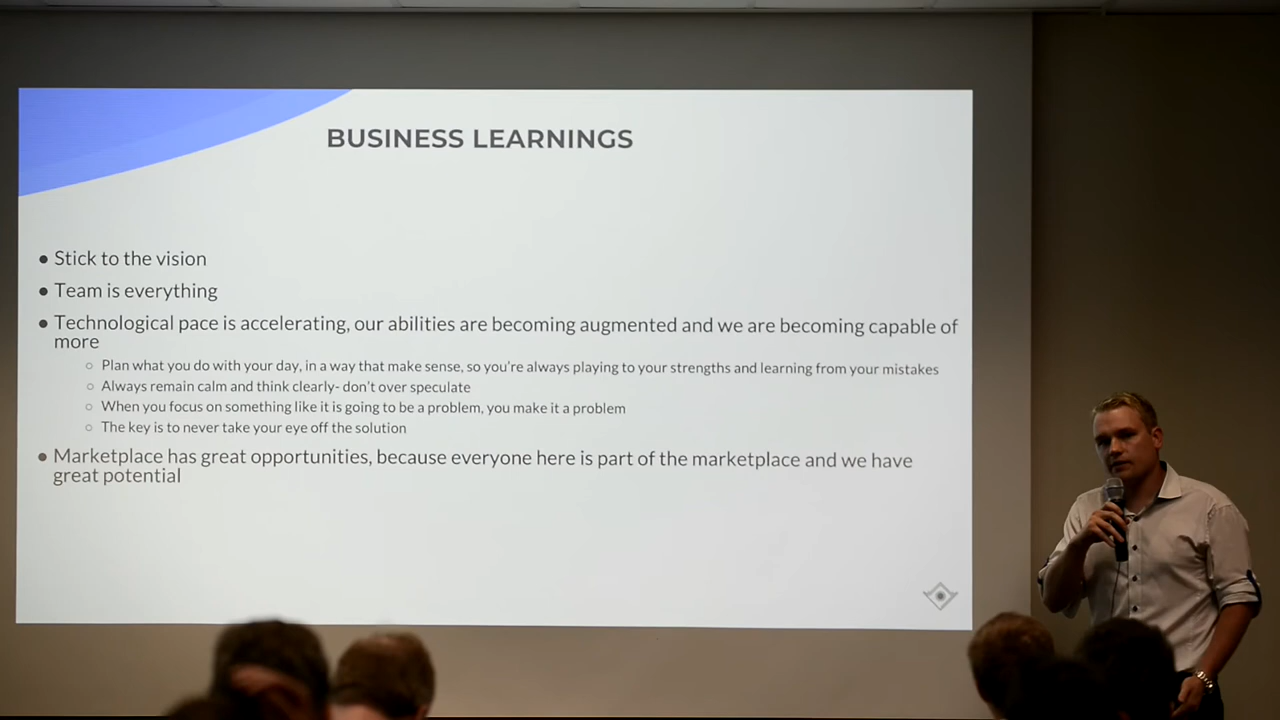 BUSINESS LEARNINGS
● Stick to the vision
● Team is everything
● Technological pace is accelerating, our abilities are becoming augmented and we are becoming capable of
more
○ Plan what you do with your day, in a way that make sense, so you're always playing to your strengths and learning from your mistakes
○ Always remain calm and think clearly- don't over speculate
○ When you focus on something like it is going to be a problem, you make it a problem
○ The key is to never take your eye off the solution
● Marketplace has great opportunities, because everyone here is part of the marketplace and we have
great potential